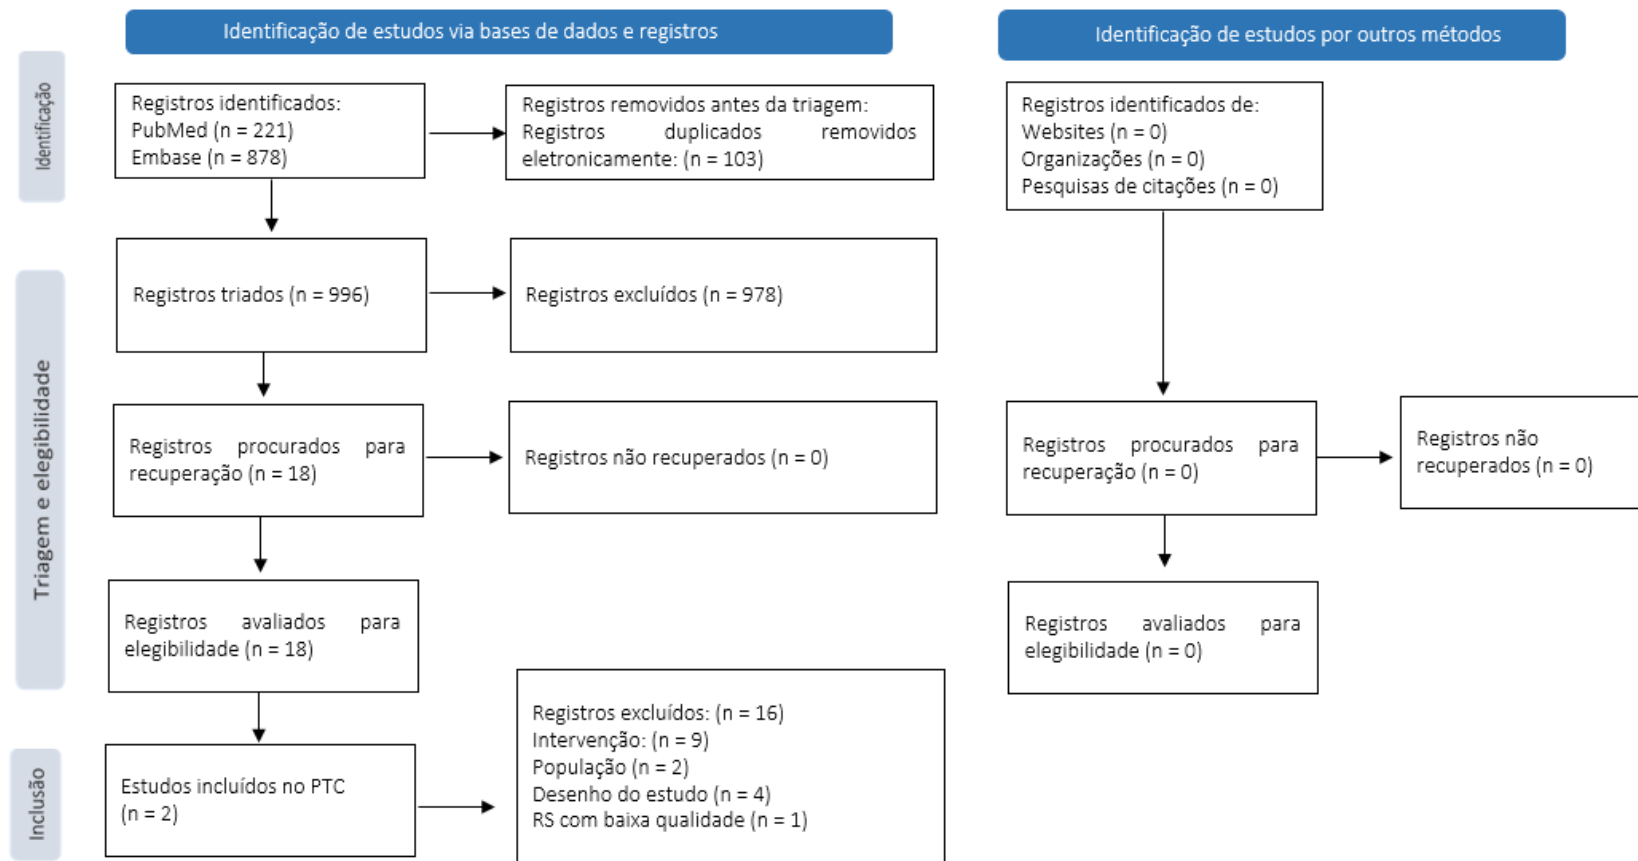 Identificação de estudos via bases de dados e registros
Identificação de estudos por outros métodos
Identificação
Registros identificados:
PubMed (n = 221)
Embase (n = 878)
Registros removidos antes da triagem:
Registros duplicados removidos
eletronicamente: (n = 103)
Registros identificados de:
Websites (n = 0)
Organizações (n = 0)
Pesquisas de citações (n = 0)
Triagem e elegibilidade
Registros triados (n = 996)
Registros excluídos (n = 978)
Registros procurados para
recuperação (n = 18)
Registros não recuperados (n = 0)
Registros procurados para
recuperação (n = 0)
Registros não
recuperados (n = 0)
Registros avaliados para
elegibilidade (n = 18)
Registros avaliados para
elegibilidade (n = 0)
Inclusão
Estudos incluídos no PTC
(n = 2)
Registros excluídos: (n = 16)
Intervenção: (n = 9)
População (n = 2)
Desenho do estudo (n = 4)
RS com baixa qualidade (n = 1)